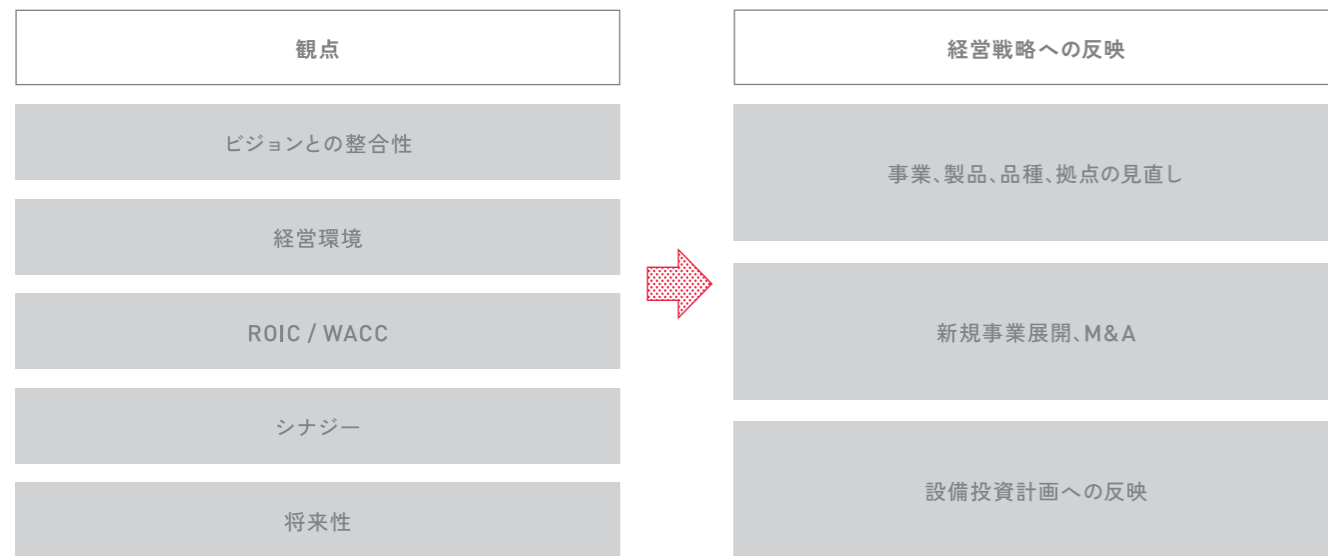 観点
ビジョンとの整合性
経営環境
ROIC / WACC
シナジー
将来性
経営戦略への反映
事業、製品、品種、拠点の見直し
新規事業展開、M&A
設備投資計画への反映